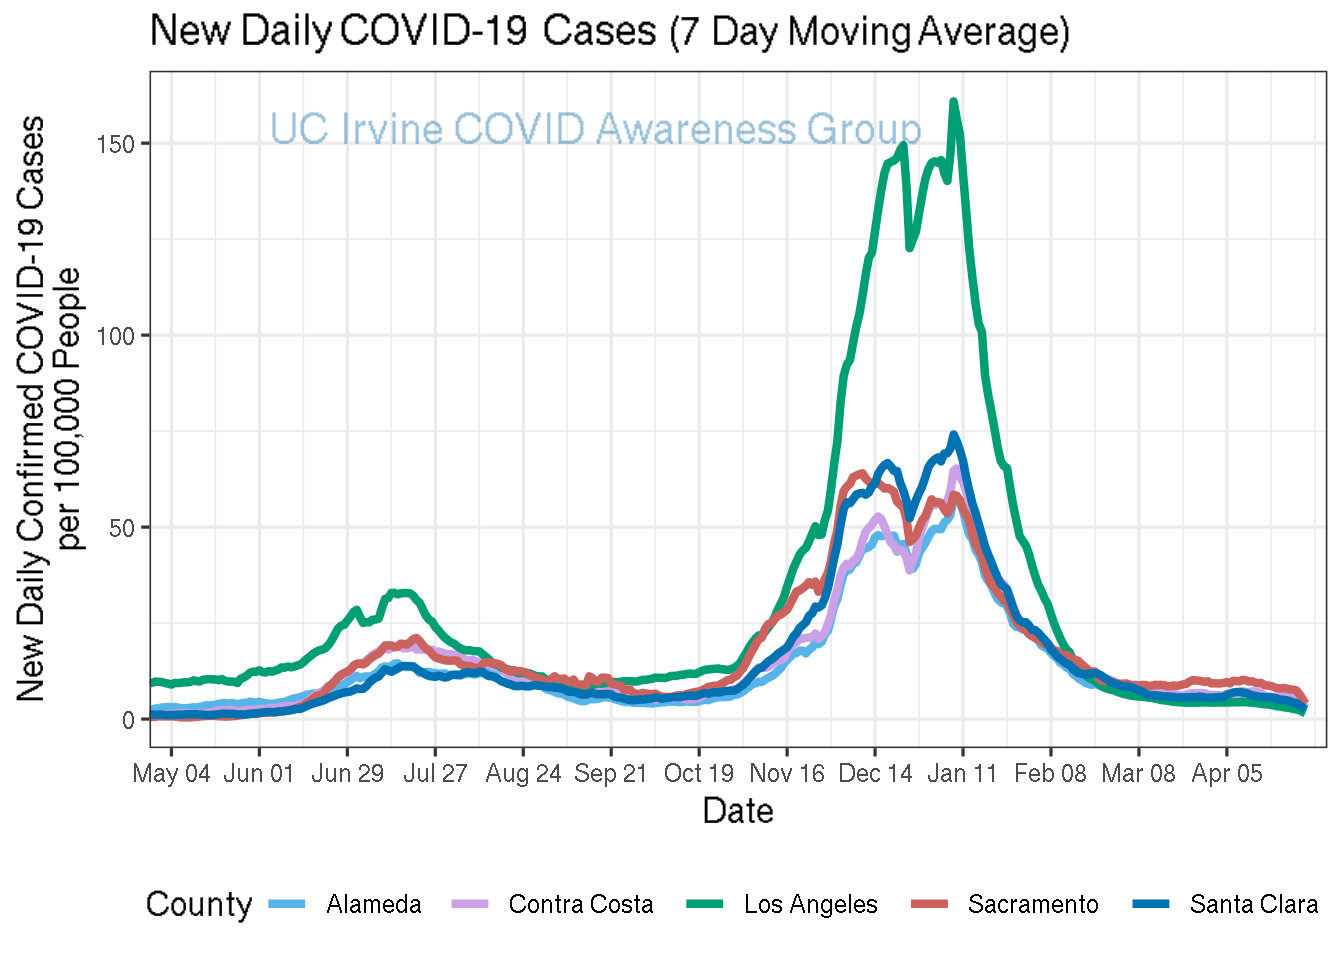 New Daily COVID-19 Cases (7 Day Moving Average)
UC Irvine COVID Awareness Group
New Daily Confirmed COVID-19 Cases
per 100,000 People
150
100
50
0
May 04 Jun 01 Jun 29 Jul 27 Aug 24 Sep 21 Oct 19 Nov 16 Dec 14 Jan 11 Feb 08 Mar 08 Apr 05
Date
County Alameda Contra Costa Los Angeles Sacramento Santa Clara